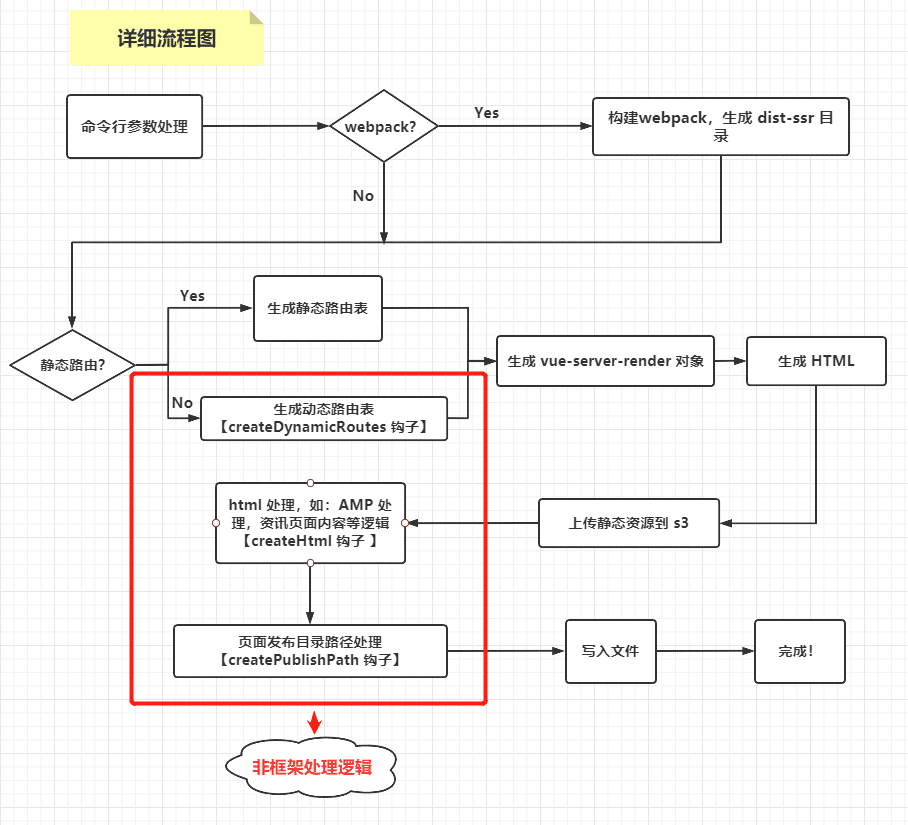 详细流程图
命令行参数处理
webpack?
Yes
构建webpack，生成 dist-ssr 目
录
No
静态路由?
Yes
生成静态路由表
No
生成动态路由表
【createDynamicRoutes 钩子】
生成 vue-server-render 对象
生成 HTML
上传静态资源到 s3
html 处理，如：AMP 处
理，资讯页面内容等逻辑
【createHtml 钩子 】
页面发布目录路径处理
【createPublishPath 钩子】
写入文件
完成！
非框架处理逻辑